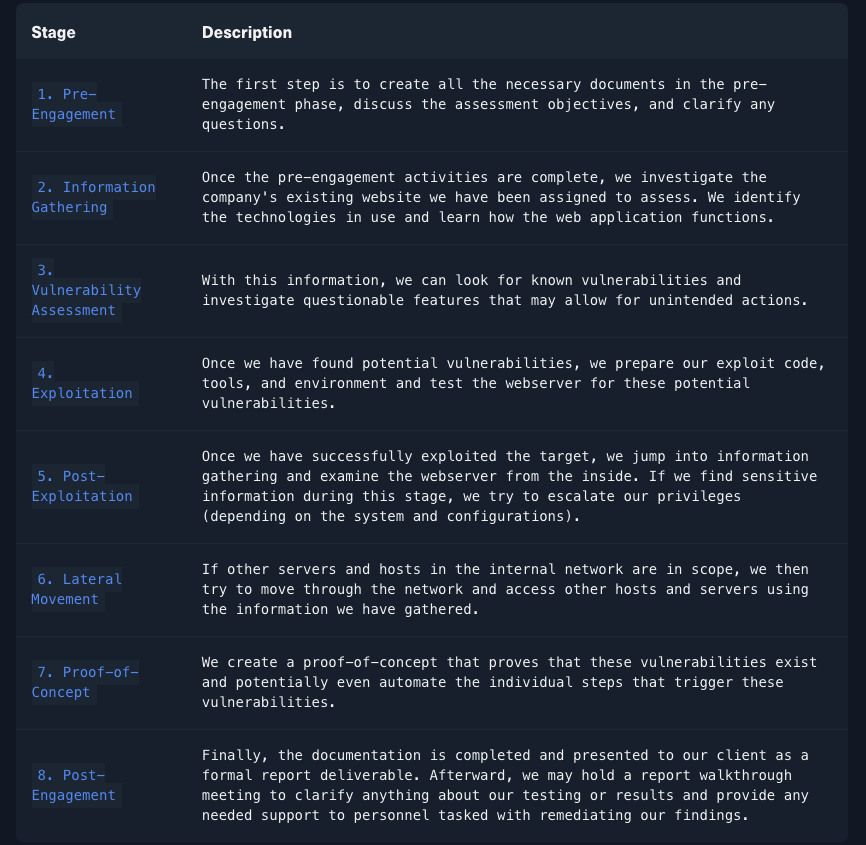 Stage
Description
1. Pre-
Engagement
The first step is to create all the necessary documents in the pre-
engagement phase, discuss the assessment objectives, and clarify any
questions.
2. Information
Gathering
Once the pre-engagement activities are complete, we investigate the
company's existing website we have been assigned to assess. We identify
the technologies in use and learn how the web application functions.
3.
Vulnerability
Assessment
With this information, we can look for known vulnerabilities and
investigate questionable features that may allow for unintended actions.
4.
Exploitation
Once we have found potential vulnerabilities, we prepare our exploit code,
tools, and environment and test the webserver for these potential
vulnerabilities.
5. Post-
Exploitation
Once we have successfully exploited the target, we jump into information
gathering and examine the webserver from the inside. If we find sensitive
information during this stage, we try to escalate our privileges
(depending on the system and configurations).
6. Lateral
Movement
If other servers and hosts in the internal network are in scope, we then
try to move through the network and access other hosts and servers using
the information we have gathered.
7. Proof-of-
Concept
We create a proof-of-concept that proves that these vulnerabilities exist
and potentially even automate the individual steps that trigger these
vulnerabilities.
8. Post-
Engagement
Finally, the documentation is completed and presented to our client as a
formal report deliverable. Afterward, we may hold a report walkthrough
meeting to clarify anything about our testing or results and provide any
needed support to personnel tasked with remediating our findings.